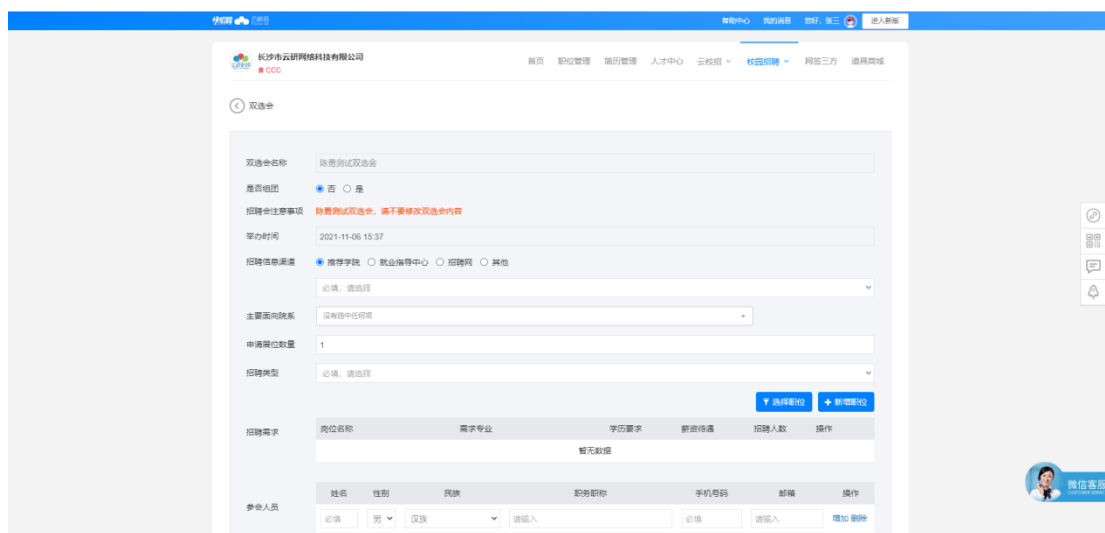 帮助中心 我的消息 您好, 张三 进入新版
长沙市云研网络科技有限公司
CCC
首页 职位管理 简历管理 人才中心 云校招 校园招聘 网签三方 道具商城
双选会
双选会名称 陈勇测试双选会
是否组团 否 是
招聘会注意事项 陈勇测试双选会，请不要修改双选会内容
举办时间 2021-11-06 15:37
招聘信息渠道 推荐学院 就业指导中心 招聘网 其他
必填，请选择
主要面向院系 没有选中任何项
申请展位数量 1
招聘类型 必填，请选择
选择职位 新增职位
招聘需求 岗位名称 需求专业 学历要求 薪资待遇 招聘人数 操作
暂无数据
参会人员 姓名 性别 民族 职务职称 手机号码 邮箱 操作
必填 男 汉族 请输入 必填 请输入 增加 删除
微信客服